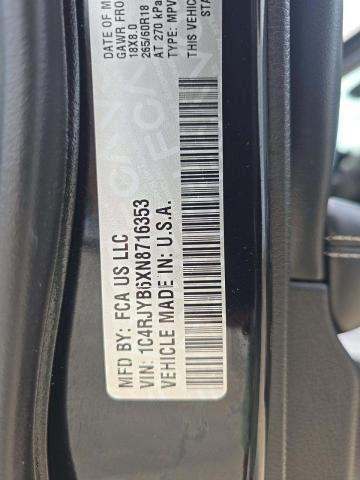 MFD BY: FCA US LLC
DATE OF M
GAWR FRO
18X8.0
265/60R18
AT 270 kPa
VIN: 1C4RJYB6XN8716353
TYPE: MPV
VEHICLE MADE IN: U.S.A.
THIS VEHICLE
STA